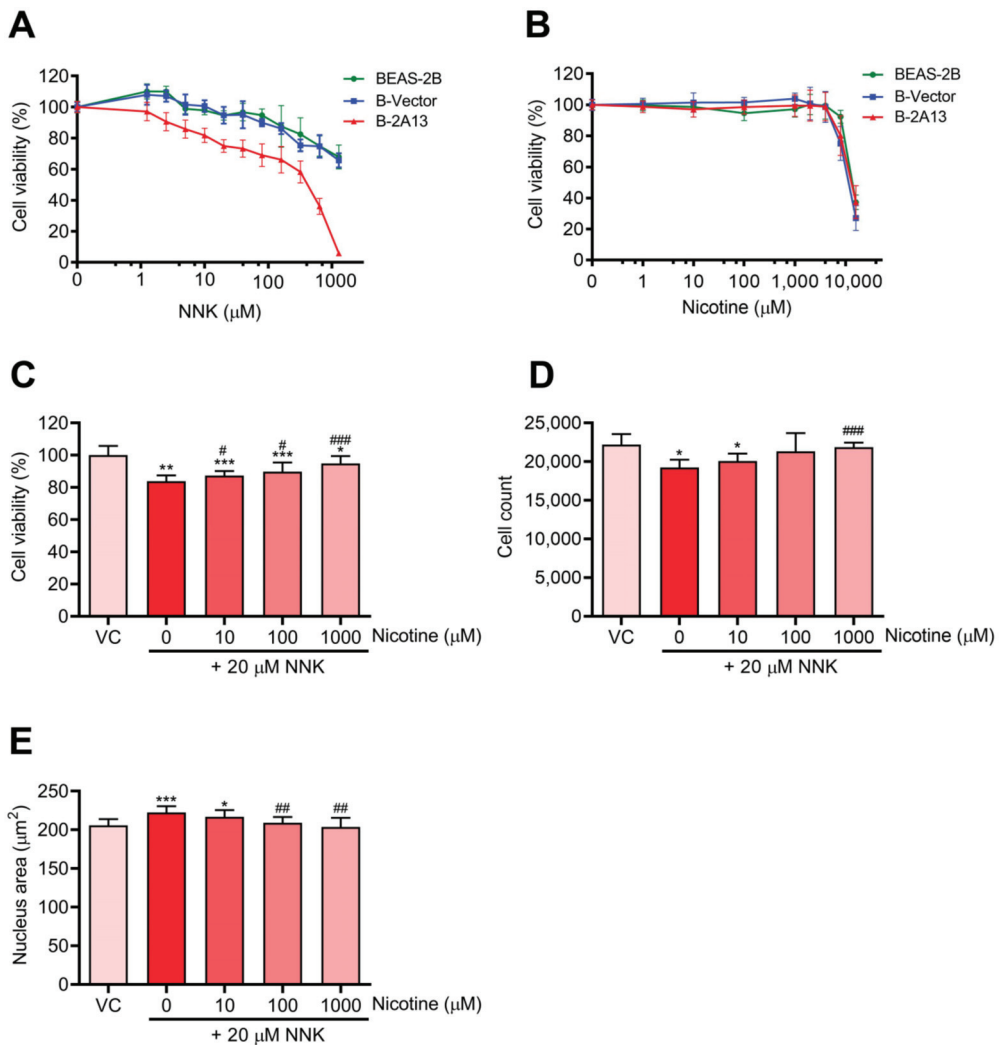 A
120
100
80
60
40
20
0
Cell viability (%)
BEAS-2B
B-Vector
B-2A13
0 1 10 100 1000
NNK (μM)
B
120
100
80
60
40
20
0
Cell viability (%)
BEAS-2B
B-Vector
B-2A13
0 1 10 100 1,000 10,000
Nicotine (μM)
C
120
100
80
60
40
20
0
Cell viability (%)
# # ###
** *** *** *
VC 0 10 100 1000 Nicotine (μM)
+ 20 μM NNK
D
25,000
20,000
15,000
10,000
5,000
0
Cell count
* * ###
VC 0 10 100 1000 Nicotine (μM)
+ 20 μM NNK
E
250
200
150
100
50
0
Nucleus area (μm²)
*** * ## ##
VC 0 10 100 1000 Nicotine (μM)
+ 20 μM NNK